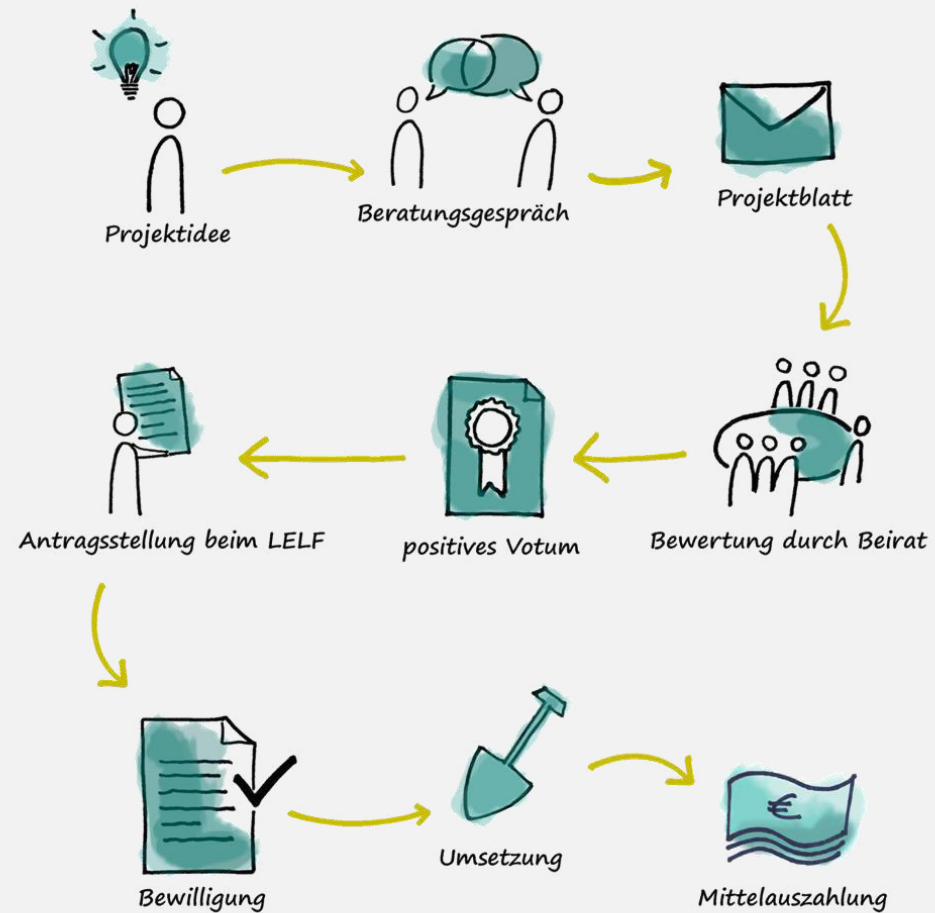 Projektidee
Beratungsgespräch
Projektblatt
Bewertung durch Beirat
positives Votum
Antragsstellung beim LELF
Bewilligung
Umsetzung
€
Mittelauszahlung